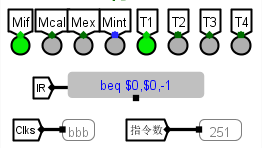 Mif Mcal Mex Mint T1 T2 T3 T4
IR beq $0,$0,-1
Clks bbb 指令数 251